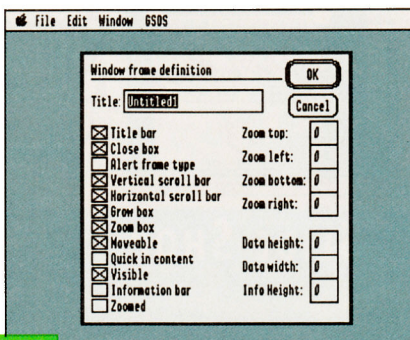 File Edit Window GSOS
Window frame definition
OK
Title: Untitled1
Cancel
Title bar
Close box
Alert frame type
Vertical scroll bar
Horizontal scroll bar
Grow box
Zoom box
Moveable
Quick in content
Visible
Information bar
Zoomed
Zoom top: 0
Zoom left: 0
Zoom bottom: 0
Zoom right: 0
Data height: 0
Data width: 0
Info Height: 0